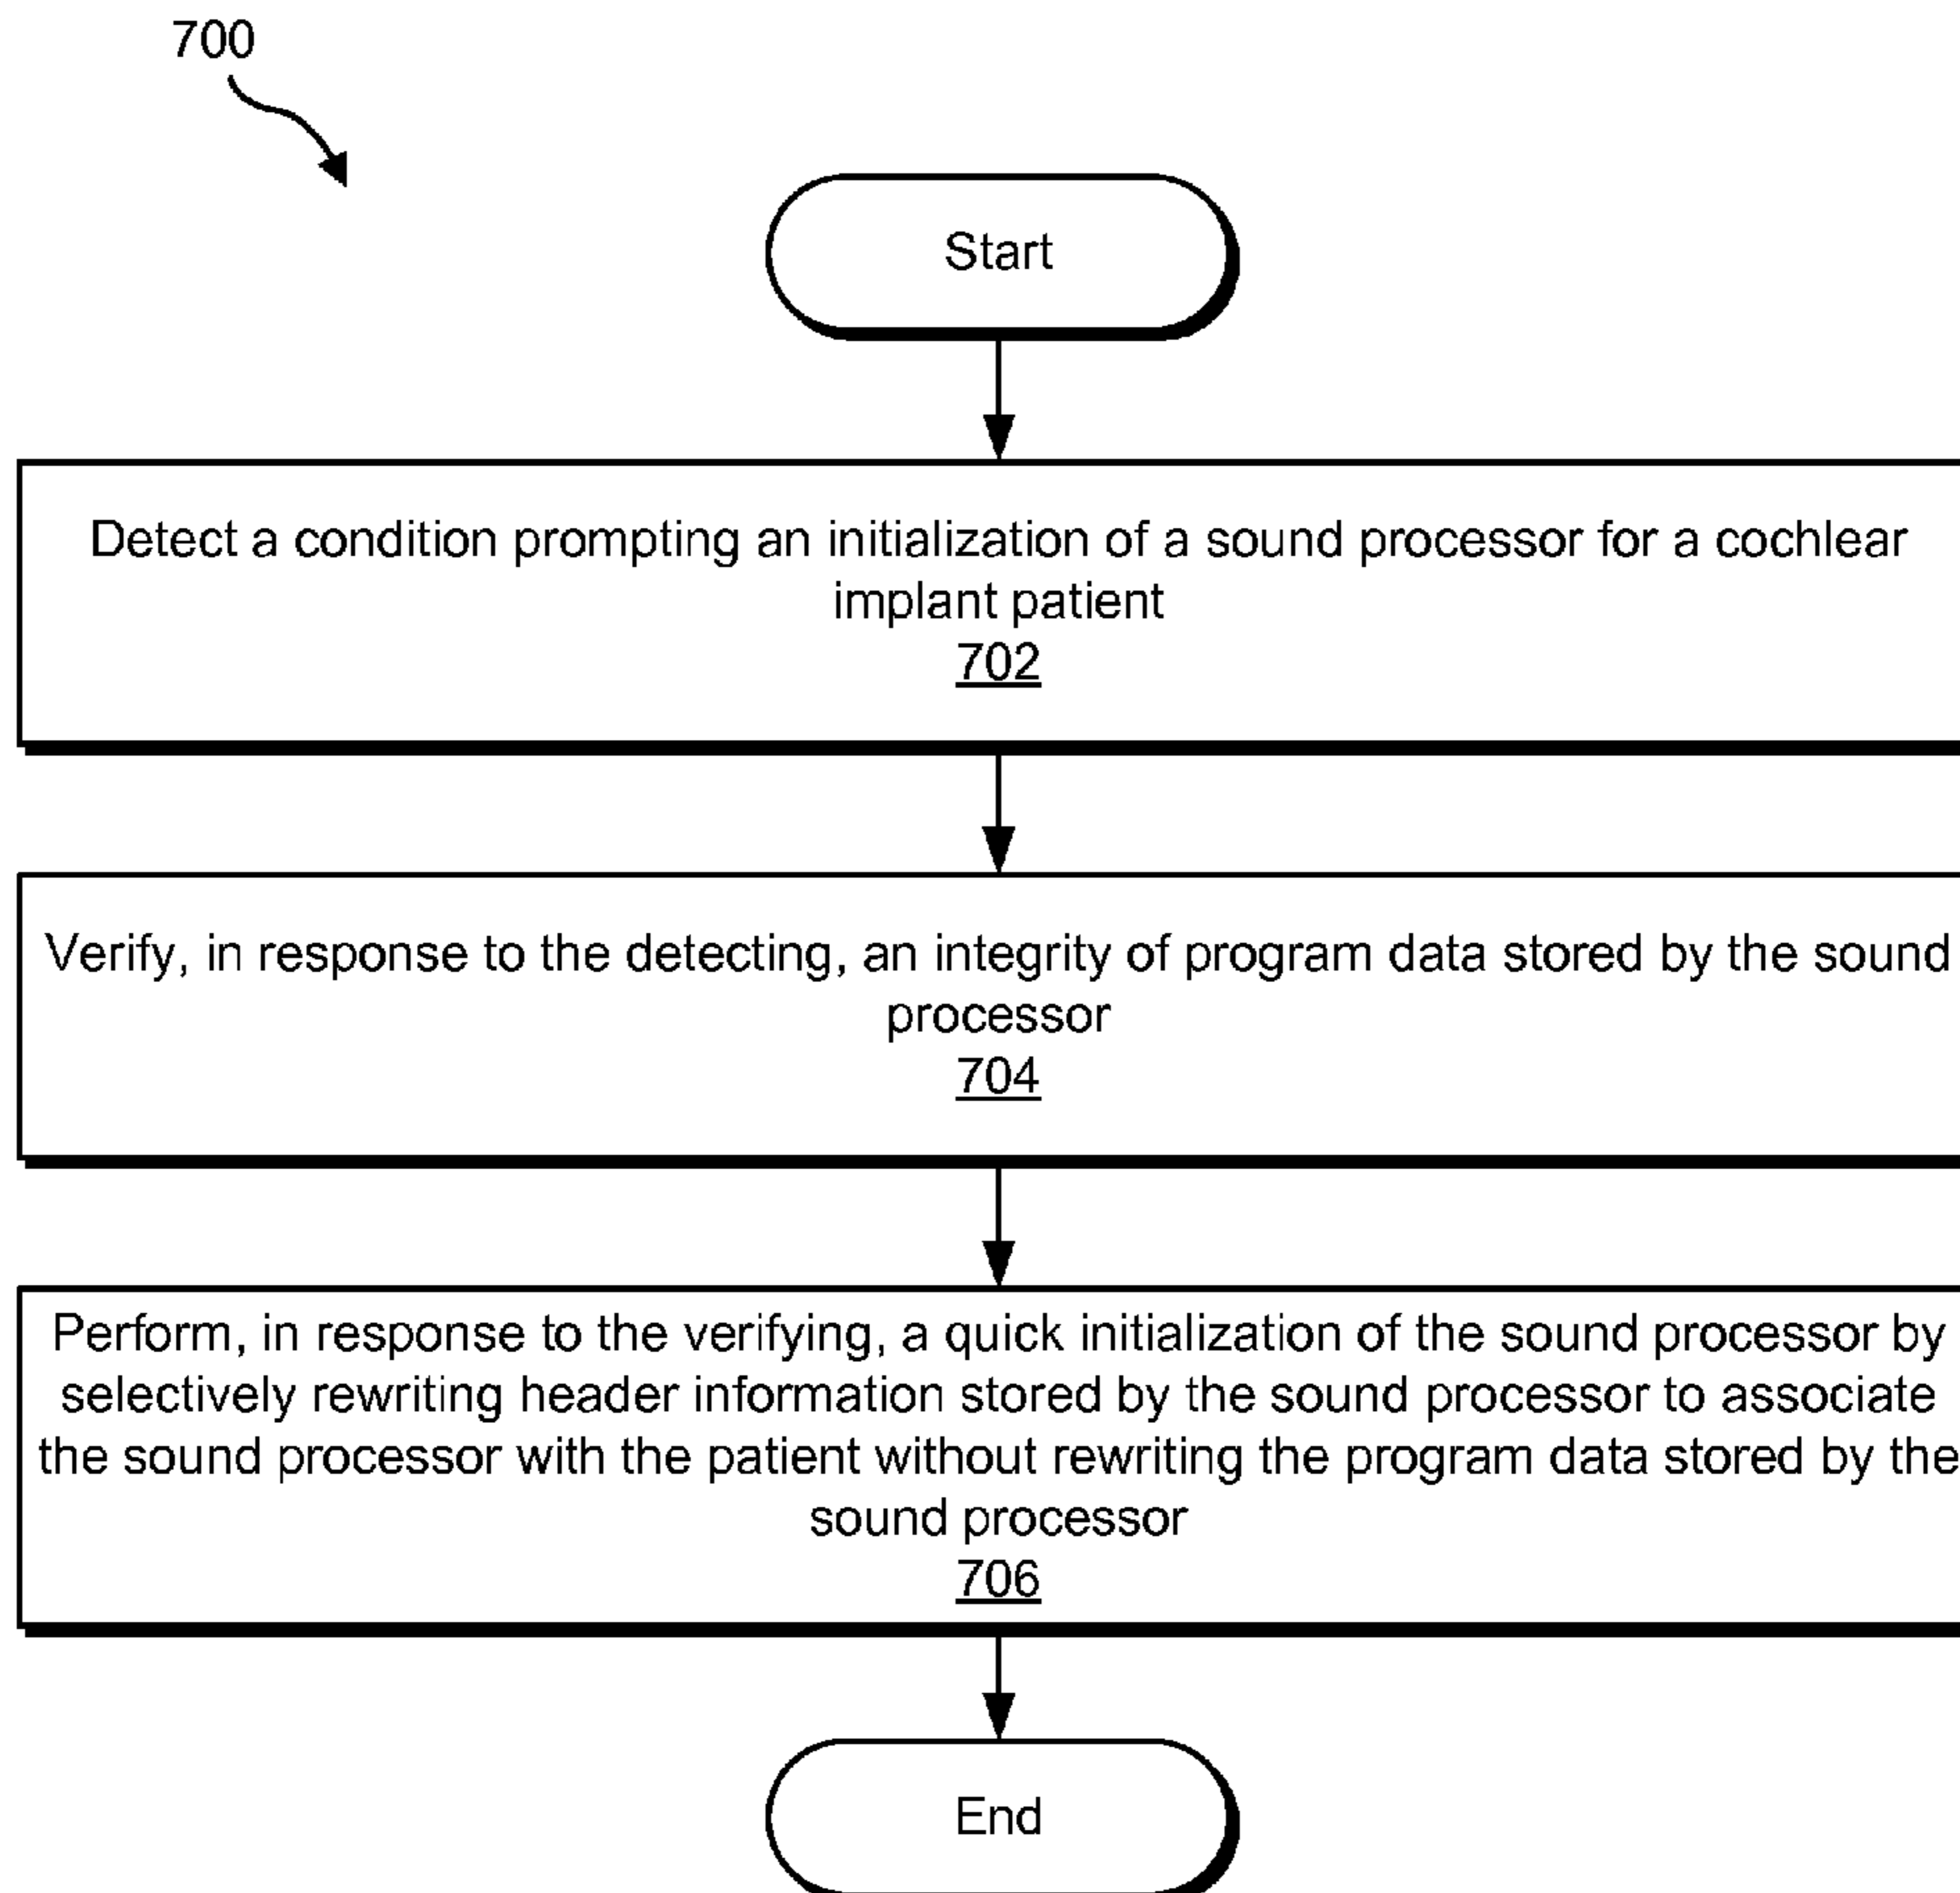 700
Start
Detect a condition prompting an initialization of a sound processor for a cochlear
implant patient
702
Verify, in response to the detecting, an integrity of program data stored by the sound
processor
704
Perform, in response to the verifying, a quick initialization of the sound processor by
selectively rewriting header information stored by the sound processor to associate
the sound processor with the patient without rewriting the program data stored by the
sound processor
706
End